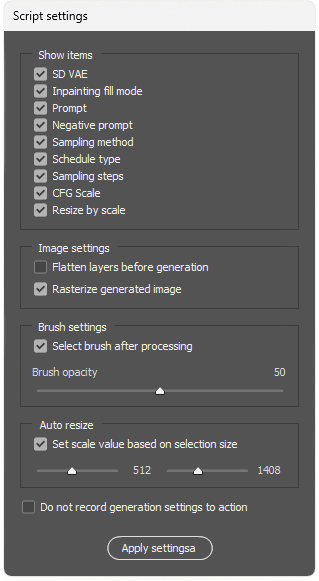 Script settings
Show items
SD VAE
Inpainting fill mode
Prompt
Negative prompt
Sampling method
Schedule type
Sampling steps
CFG Scale
Resize by scale
Image settings
Flatten layers before generation
Rasterize generated image
Brush settings
Select brush after processing
Brush opacity 50
Auto resize
Set scale value based on selection size
512 1408
Do not record generation settings to action
Apply settingsa